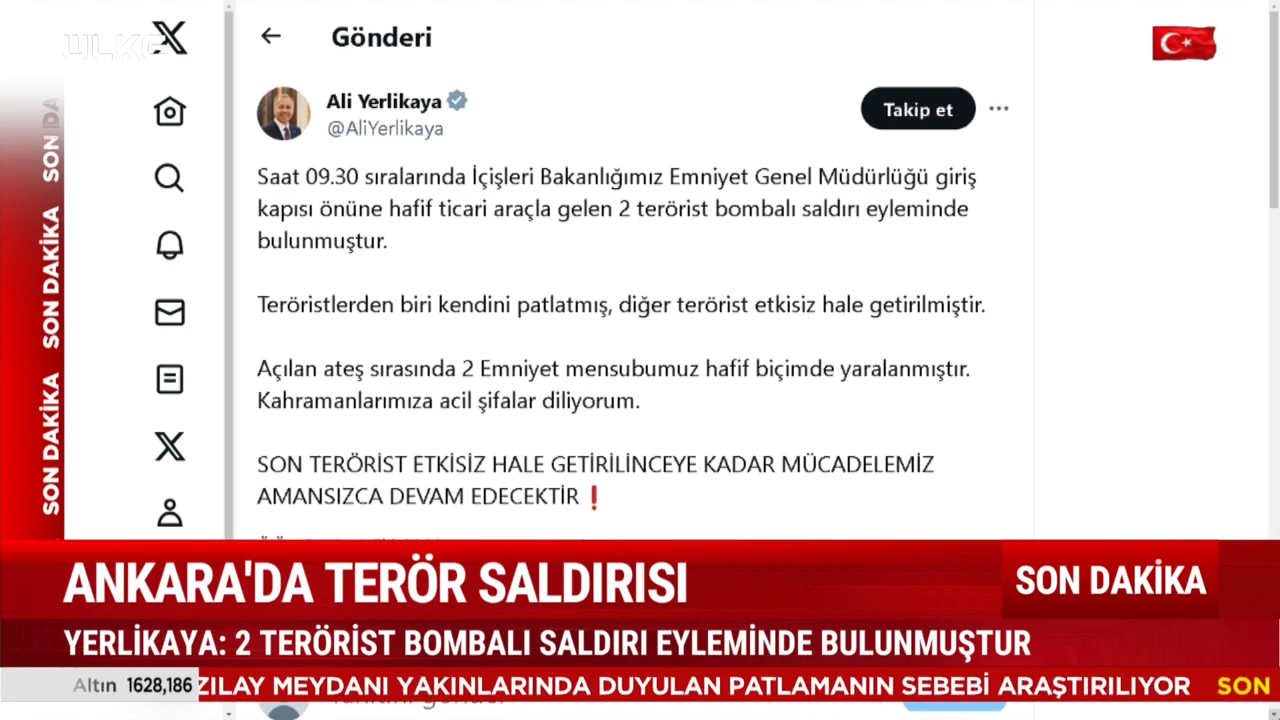 ÜLKE
Gönderi
Ali Yerlikaya
@AliYerlikaya
Takip et
Saat 09.30 sıralarında İçişleri Bakanlığımız Emniyet Genel Müdürlüğü giriş
kapısı önüne hafif ticari araçla gelen 2 terörist bombalı saldırı eyleminde
bulunmuştur.
Teröristlerden biri kendini patlatmış, diğer terörist etkisiz hale getirilmiştir.
Açılan ateş sırasında 2 Emniyet mensubumuz hafif biçimde yaralanmıştır.
Kahramanlarımıza acil şifalar diliyorum.
SON TERÖRİST ETKİSİZ HALE GETİRİLİNCEYE KADAR MÜCADELEMİZ
AMANSIZCA DEVAM EDECEKTİR❗
SON DA
SON DAKİKA
SON DAKİKA
ANKARA'DA TERÖR SALDIRISI
SON DAKİKA
YERLİKAYA: 2 TERÖRİST BOMBALI SALDIRI EYLEMİNDE BULUNMUŞTUR
Altın 1628,186 ZILAY MEYDANI YAKINLARINDA DUYULAN PATLAMANIN SEBEBİ ARAŞTIRILIYOR SON